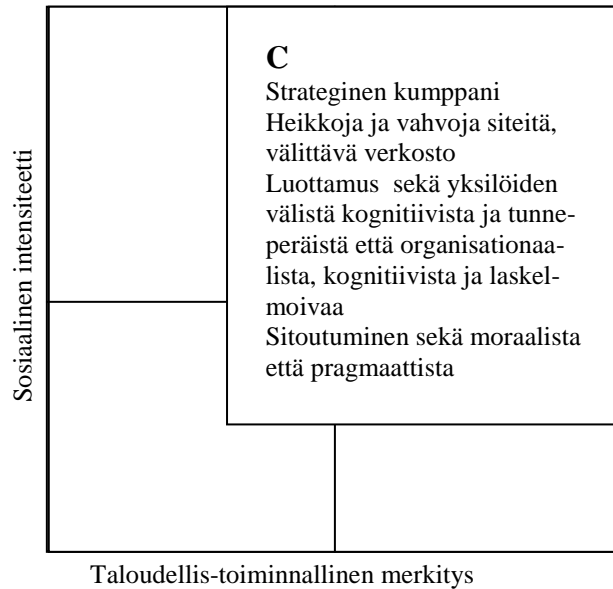 C
Strateginen kumppani
Heikkoja ja vahvoja siteitä,
välittävä verkosto
Luottamus sekä yksilöiden
välistä kognitiivista ja tunne-
peräistä että organisationaa-
lista, kognitiivista ja laskel-
moivaa
Sitoutuminen sekä moraalista
että pragmaattista
Sosiaalinen intensiteetti
Taloudellis-toiminnallinen merkitys